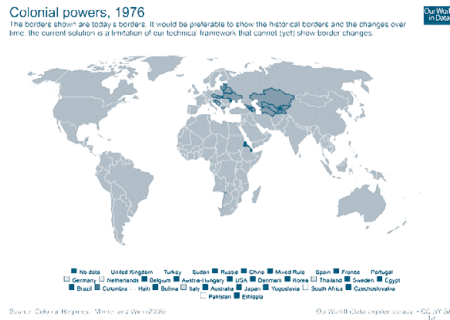 Colonial powers, 1976
Our World
in Data
The borders shown are today's borders. It would be preferable to show the historical borders and the changes over
time, the current solution is a limitation of our technical framework that cannot (yet) show border changes.
No data United Kingdom Turkey Sudan Russia China Mixed Rule Spain France Portugal
Germany Netherlands Belgium Austria-Hungary USA Denmark Korea Thailand Sweden Egypt
Brazil Colombia Haiti Bolivia Italy Australia Japan Yugoslavia South Africa Czechoslovakia
Pakistan Ethiopia
Source: Colonial Regimes
CC BY-SA